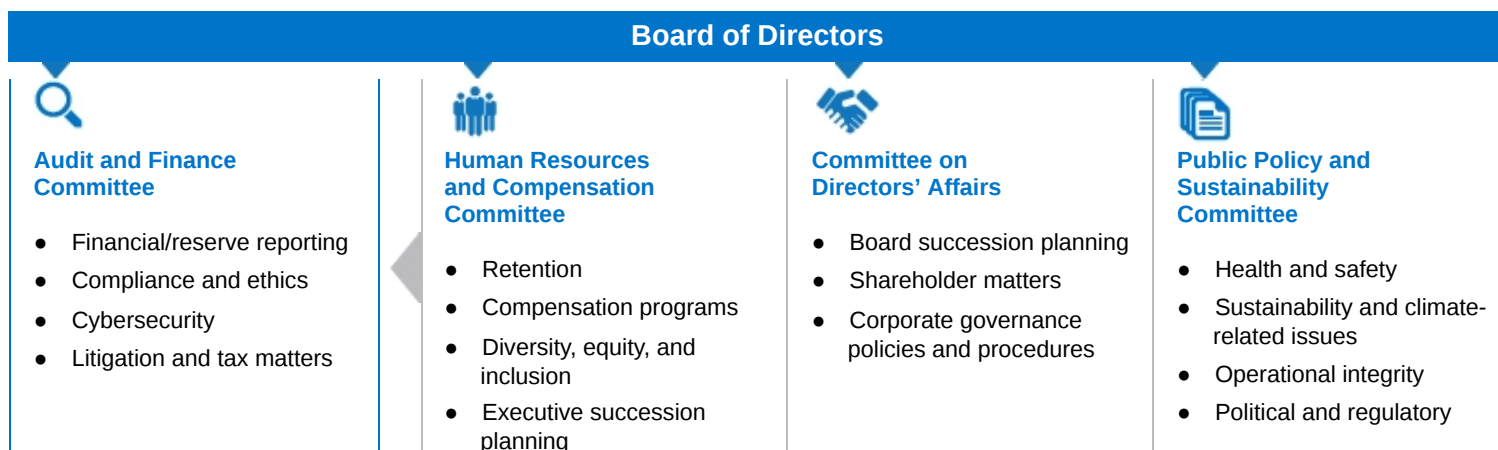 Board of Directors
Audit and Finance
Committee
● Financial/reserve reporting
● Compliance and ethics
● Cybersecurity
● Litigation and tax matters
Human Resources
and Compensation
Committee
● Retention
● Compensation programs
● Diversity, equity, and
inclusion
● Executive succession
planning
Committee on
Directors’ Affairs
● Board succession planning
● Shareholder matters
● Corporate governance
policies and procedures
Public Policy and
Sustainability
Committee
● Health and safety
● Sustainability and climate-
related issues
● Operational integrity
● Political and regulatory